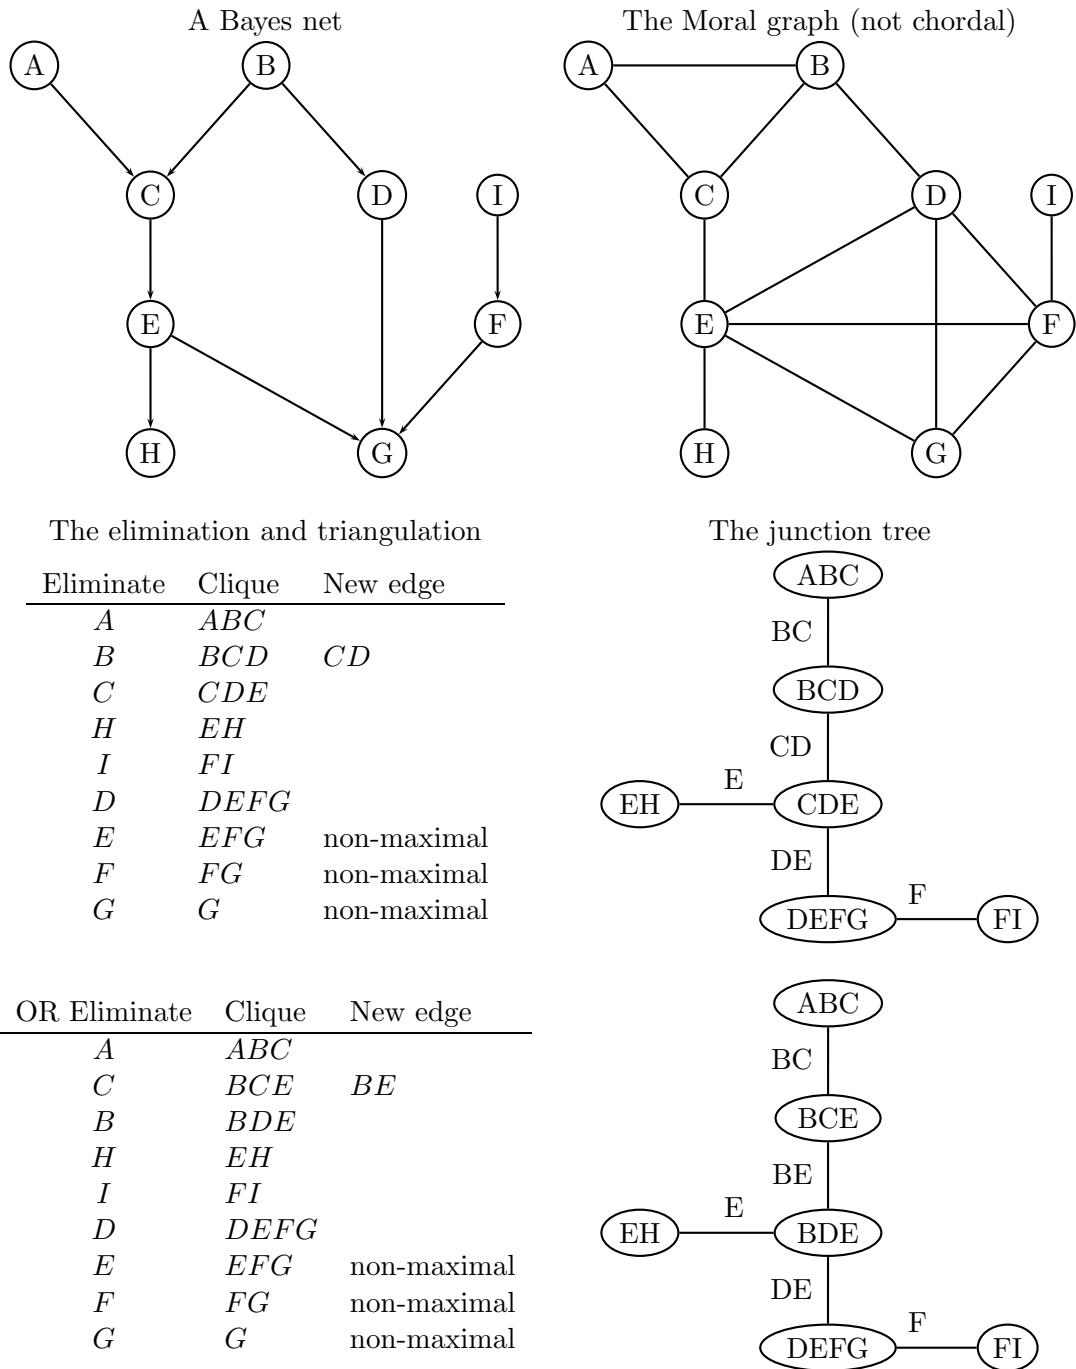 A Bayes net
The Moral graph (not chordal)
A B
A B
C D I
C D I
E F
E F
H G
H G
The elimination and triangulation
Eliminate Clique New edge
A ABC
B BCD CD
C CDE
H EH
I FI
D DEFG
E EFG non-maximal
F FG non-maximal
G G non-maximal
The junction tree
ABC
BC
BCD
CD
E
EH CDE
DE
F
DEFG FI
OR Eliminate Clique New edge
A ABC
C BCE BE
B BDE
H EH
I FI
D DEFG
E EFG non-maximal
F FG non-maximal
G G non-maximal
ABC
BC
BCE
BE
E
EH BDE
DE
F
DEFG FI